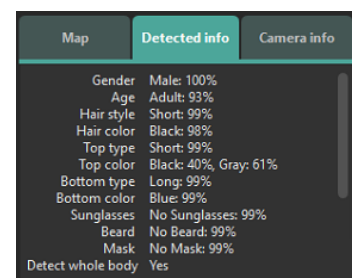 Map Detected info Camera info
Gender Male: 100%
Age Adult: 93%
Hair style Short: 99%
Hair color Black: 98%
Top type Short: 99%
Top color Black: 40%, Gray: 61%
Bottom type Long: 99%
Bottom color Blue: 99%
Sunglasses No Sunglasses: 99%
Beard No Beard: 99%
Mask No Mask: 99%
Detect whole body Yes